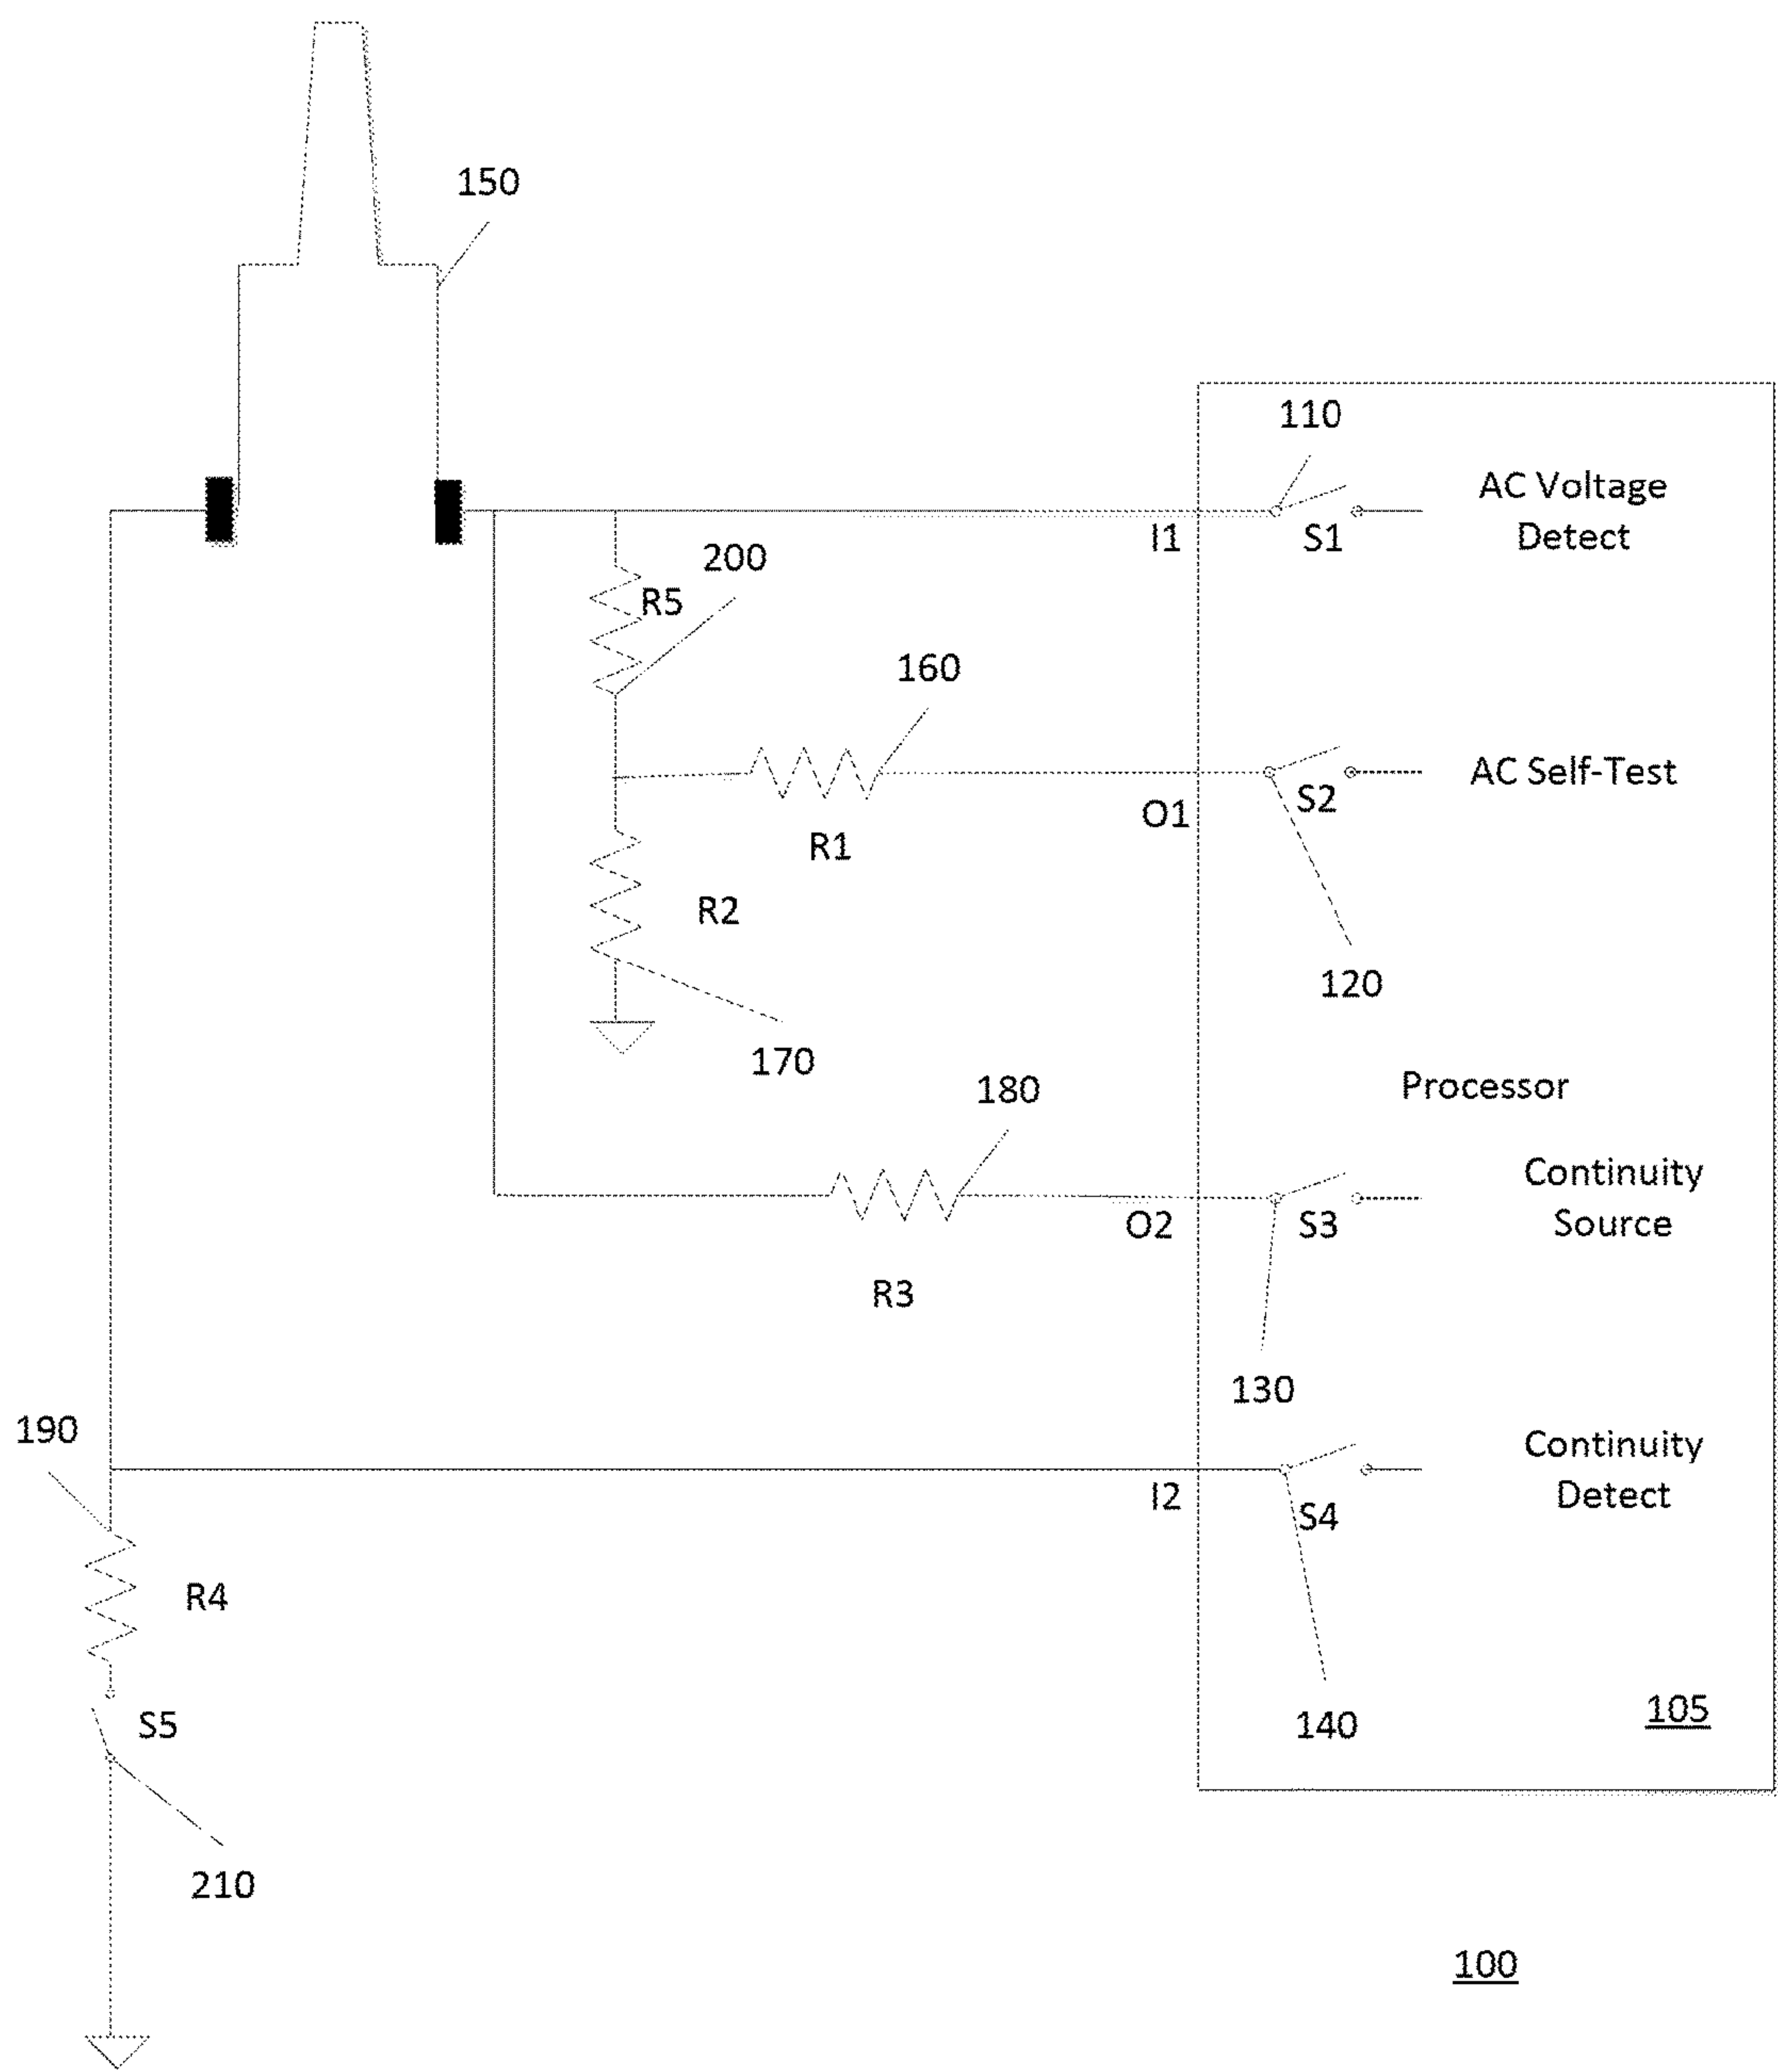 150
110
AC Voltage
Detect
I1
S1
200
R5
160
AC Self-Test
S2
O1
R1
R2
120
170
180
Processor
Continuity
Source
O2
S3
R3
130
190
Continuity
Detect
I2
S4
R4
105
S5
140
210
100